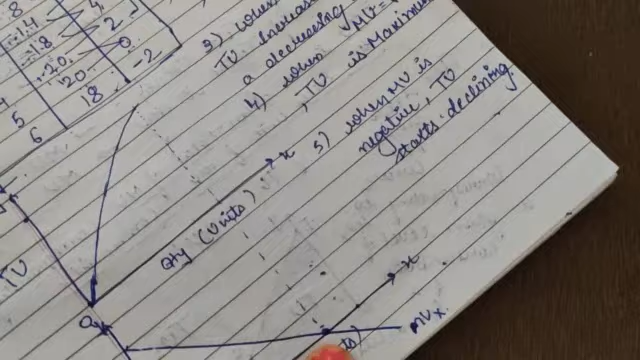 8
14
4
18
2
20
0
5
20
-2
6
18
3) when
TU Increas
a decreasing
4) when MU=
, TU is Maximum
5) when MU is
negative, TU
starts declining.
TU
Qty (Units)
x
x
MUx